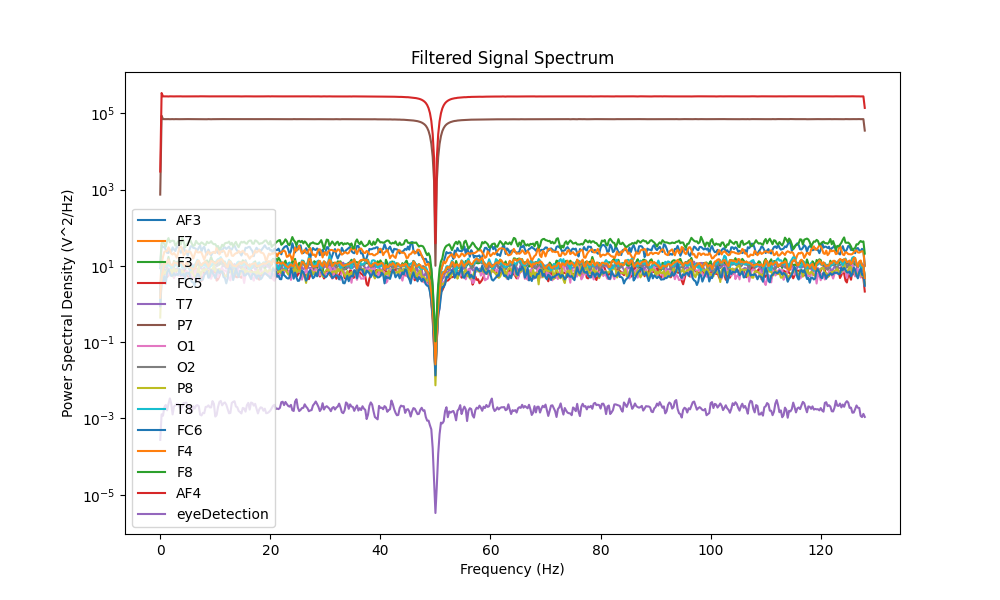 Filtered Signal Spectrum
Power Spectral Density (V^2/Hz)
10^5
10^3
10^1
10^-1
10^-3
10^-5
AF3
F7
F3
FC5
T7
P7
O1
O2
P8
T8
FC6
F4
F8
AF4
eyeDetection
0 20 40 60 80 100 120
Frequency (Hz)